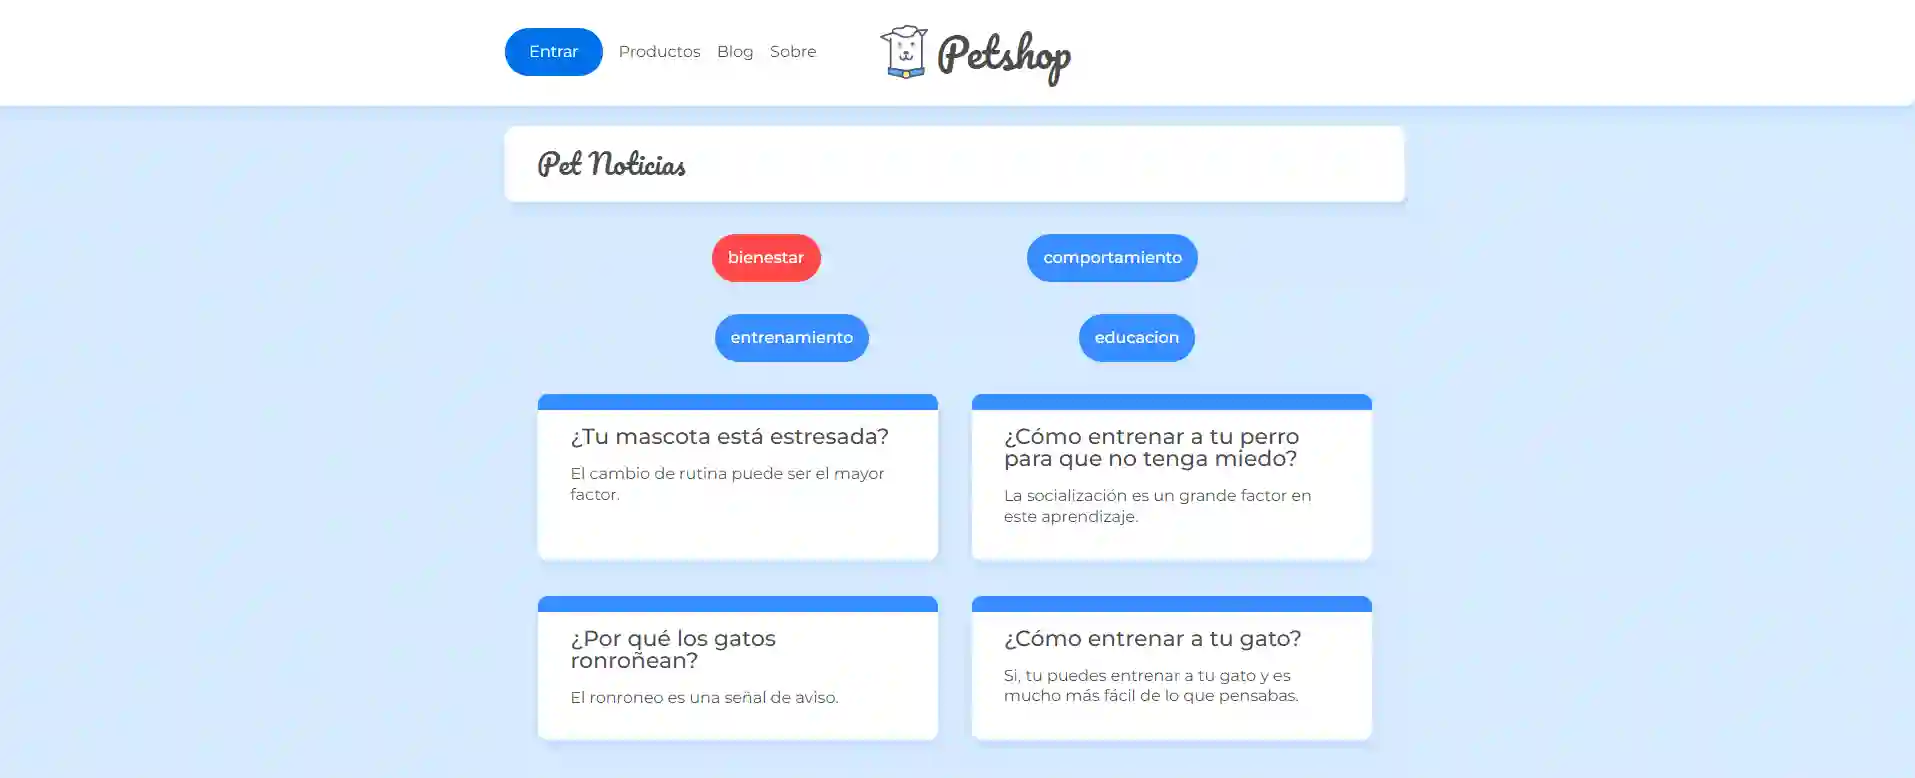 Entrar Productos Blog Sobre Petshop
Pet Noticias
bienestar comportamiento
entrenamiento educacion
¿Tu mascota está estresada?
El cambio de rutina puede ser el mayor
factor.
¿Cómo entrenar a tu perro
para que no tenga miedo?
La socialización es un grande factor en
este aprendizaje.
¿Por qué los gatos
ronroñean?
El ronroneo es una señal de aviso.
¿Cómo entrenar a tu gato?
Si, tu puedes entrenar a tu gato y es
mucho más fácil de lo que pensabas.